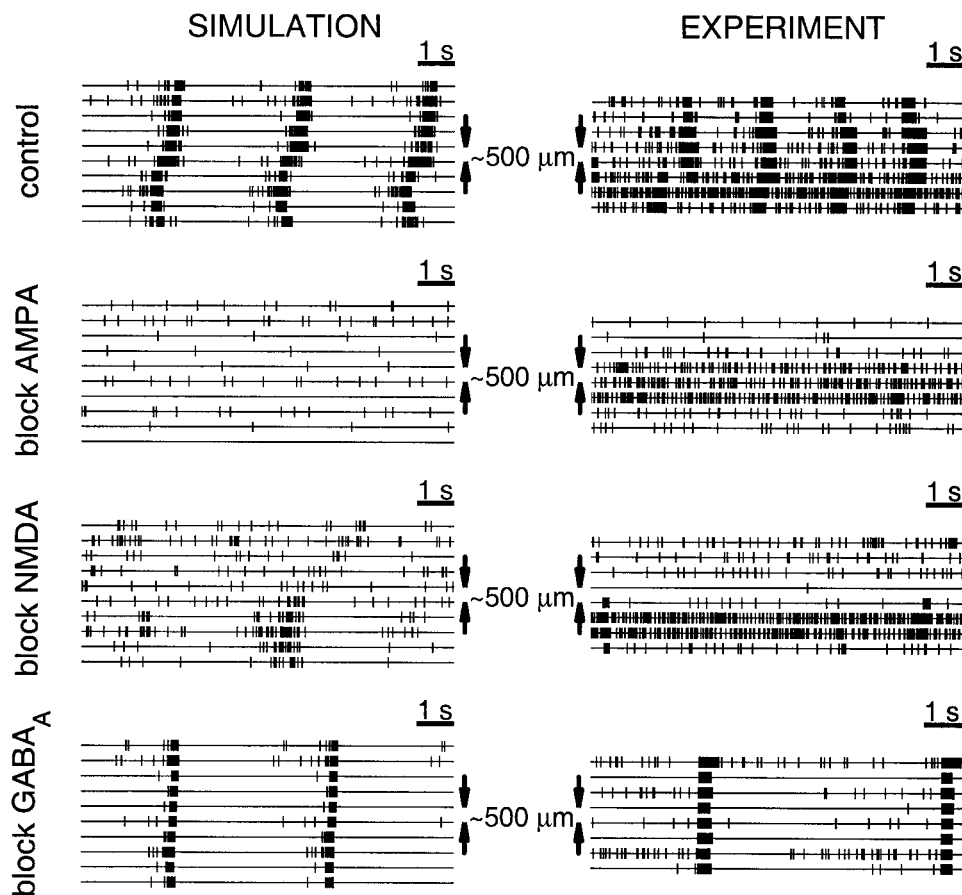 SIMULATION
EXPERIMENT
1 s
1 s
control
~500 μm
1 s
1 s
block AMPA
~500 μm
1 s
1 s
block NMDA
~500 μm
1 s
1 s
block GABA_A
~500 μm